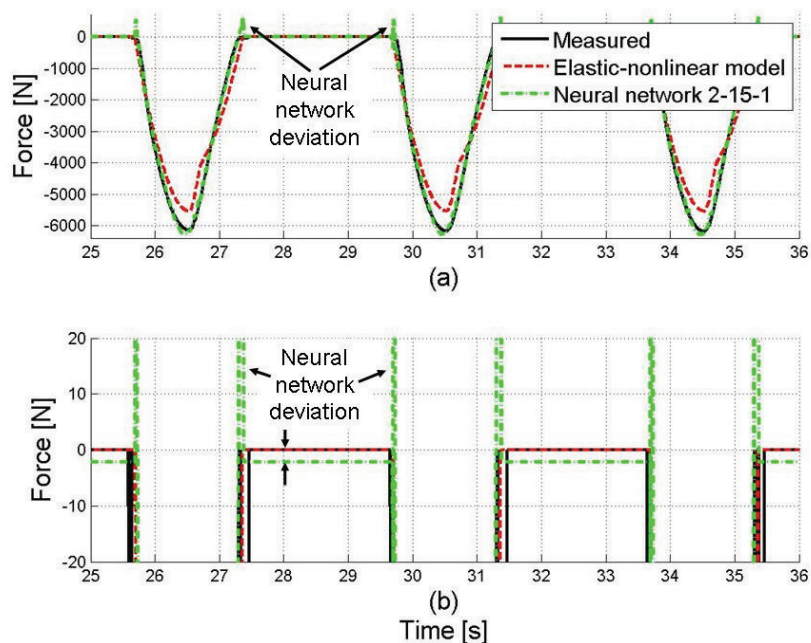 0
-1000
-2000
-3000
-4000
-5000
-6000
Force [N]
Neural
network
deviation
Measured
Elastic-nonlinear model
Neural network 2-15-1
25 26 27 28 29 30 31 32 33 34 35 36
(a)
20
10
0
-10
-20
Force [N]
Neural
network
deviation
25 26 27 28 29 30 31 32 33 34 35 36
(b)
Time [s]